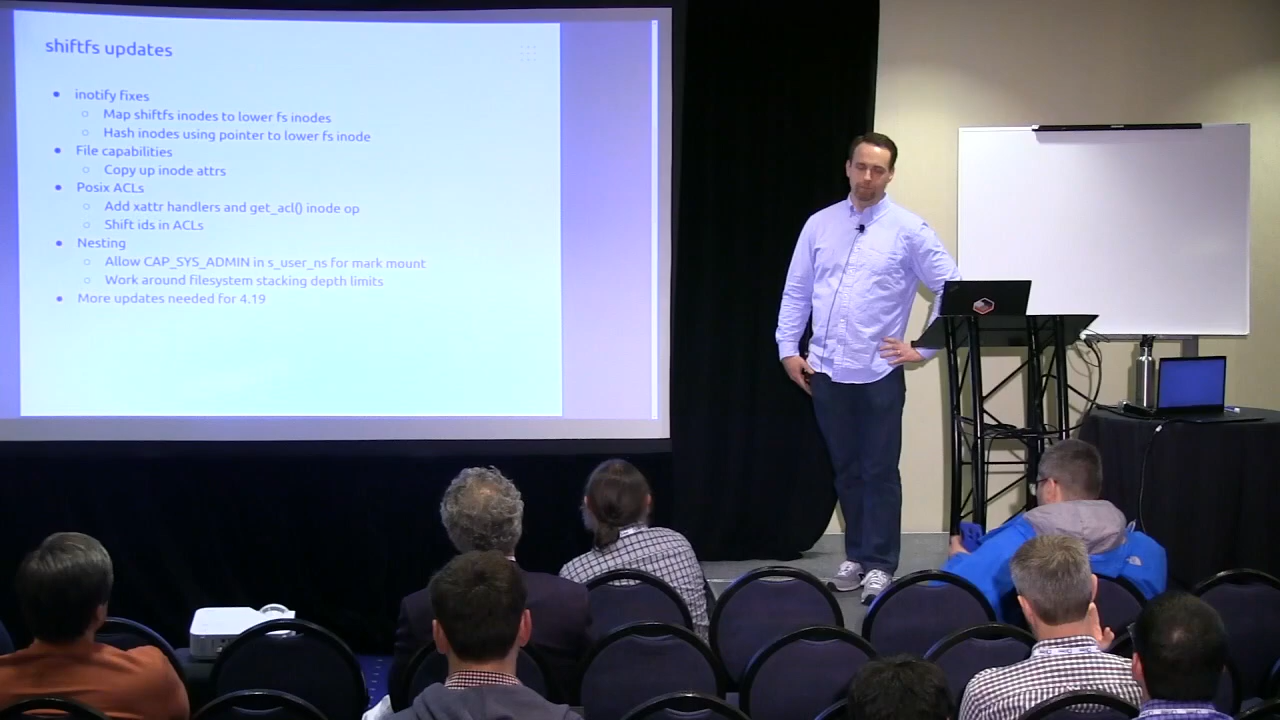 shiftfs updates
● inotify fixes
○ Map shiftfs inodes to lower fs inodes
○ Hash inodes using pointer to lower fs inode
● File capabilities
○ Copy up inode attrs
● Posix ACLs
○ Add xattr handlers and get_acl() inode op
○ Shift ids in ACLs
● Nesting
○ Allow CAP_SYS_ADMIN in s_user_ns for mark mount
○ Work around filesystem stacking depth limits
● More updates needed for 4.19